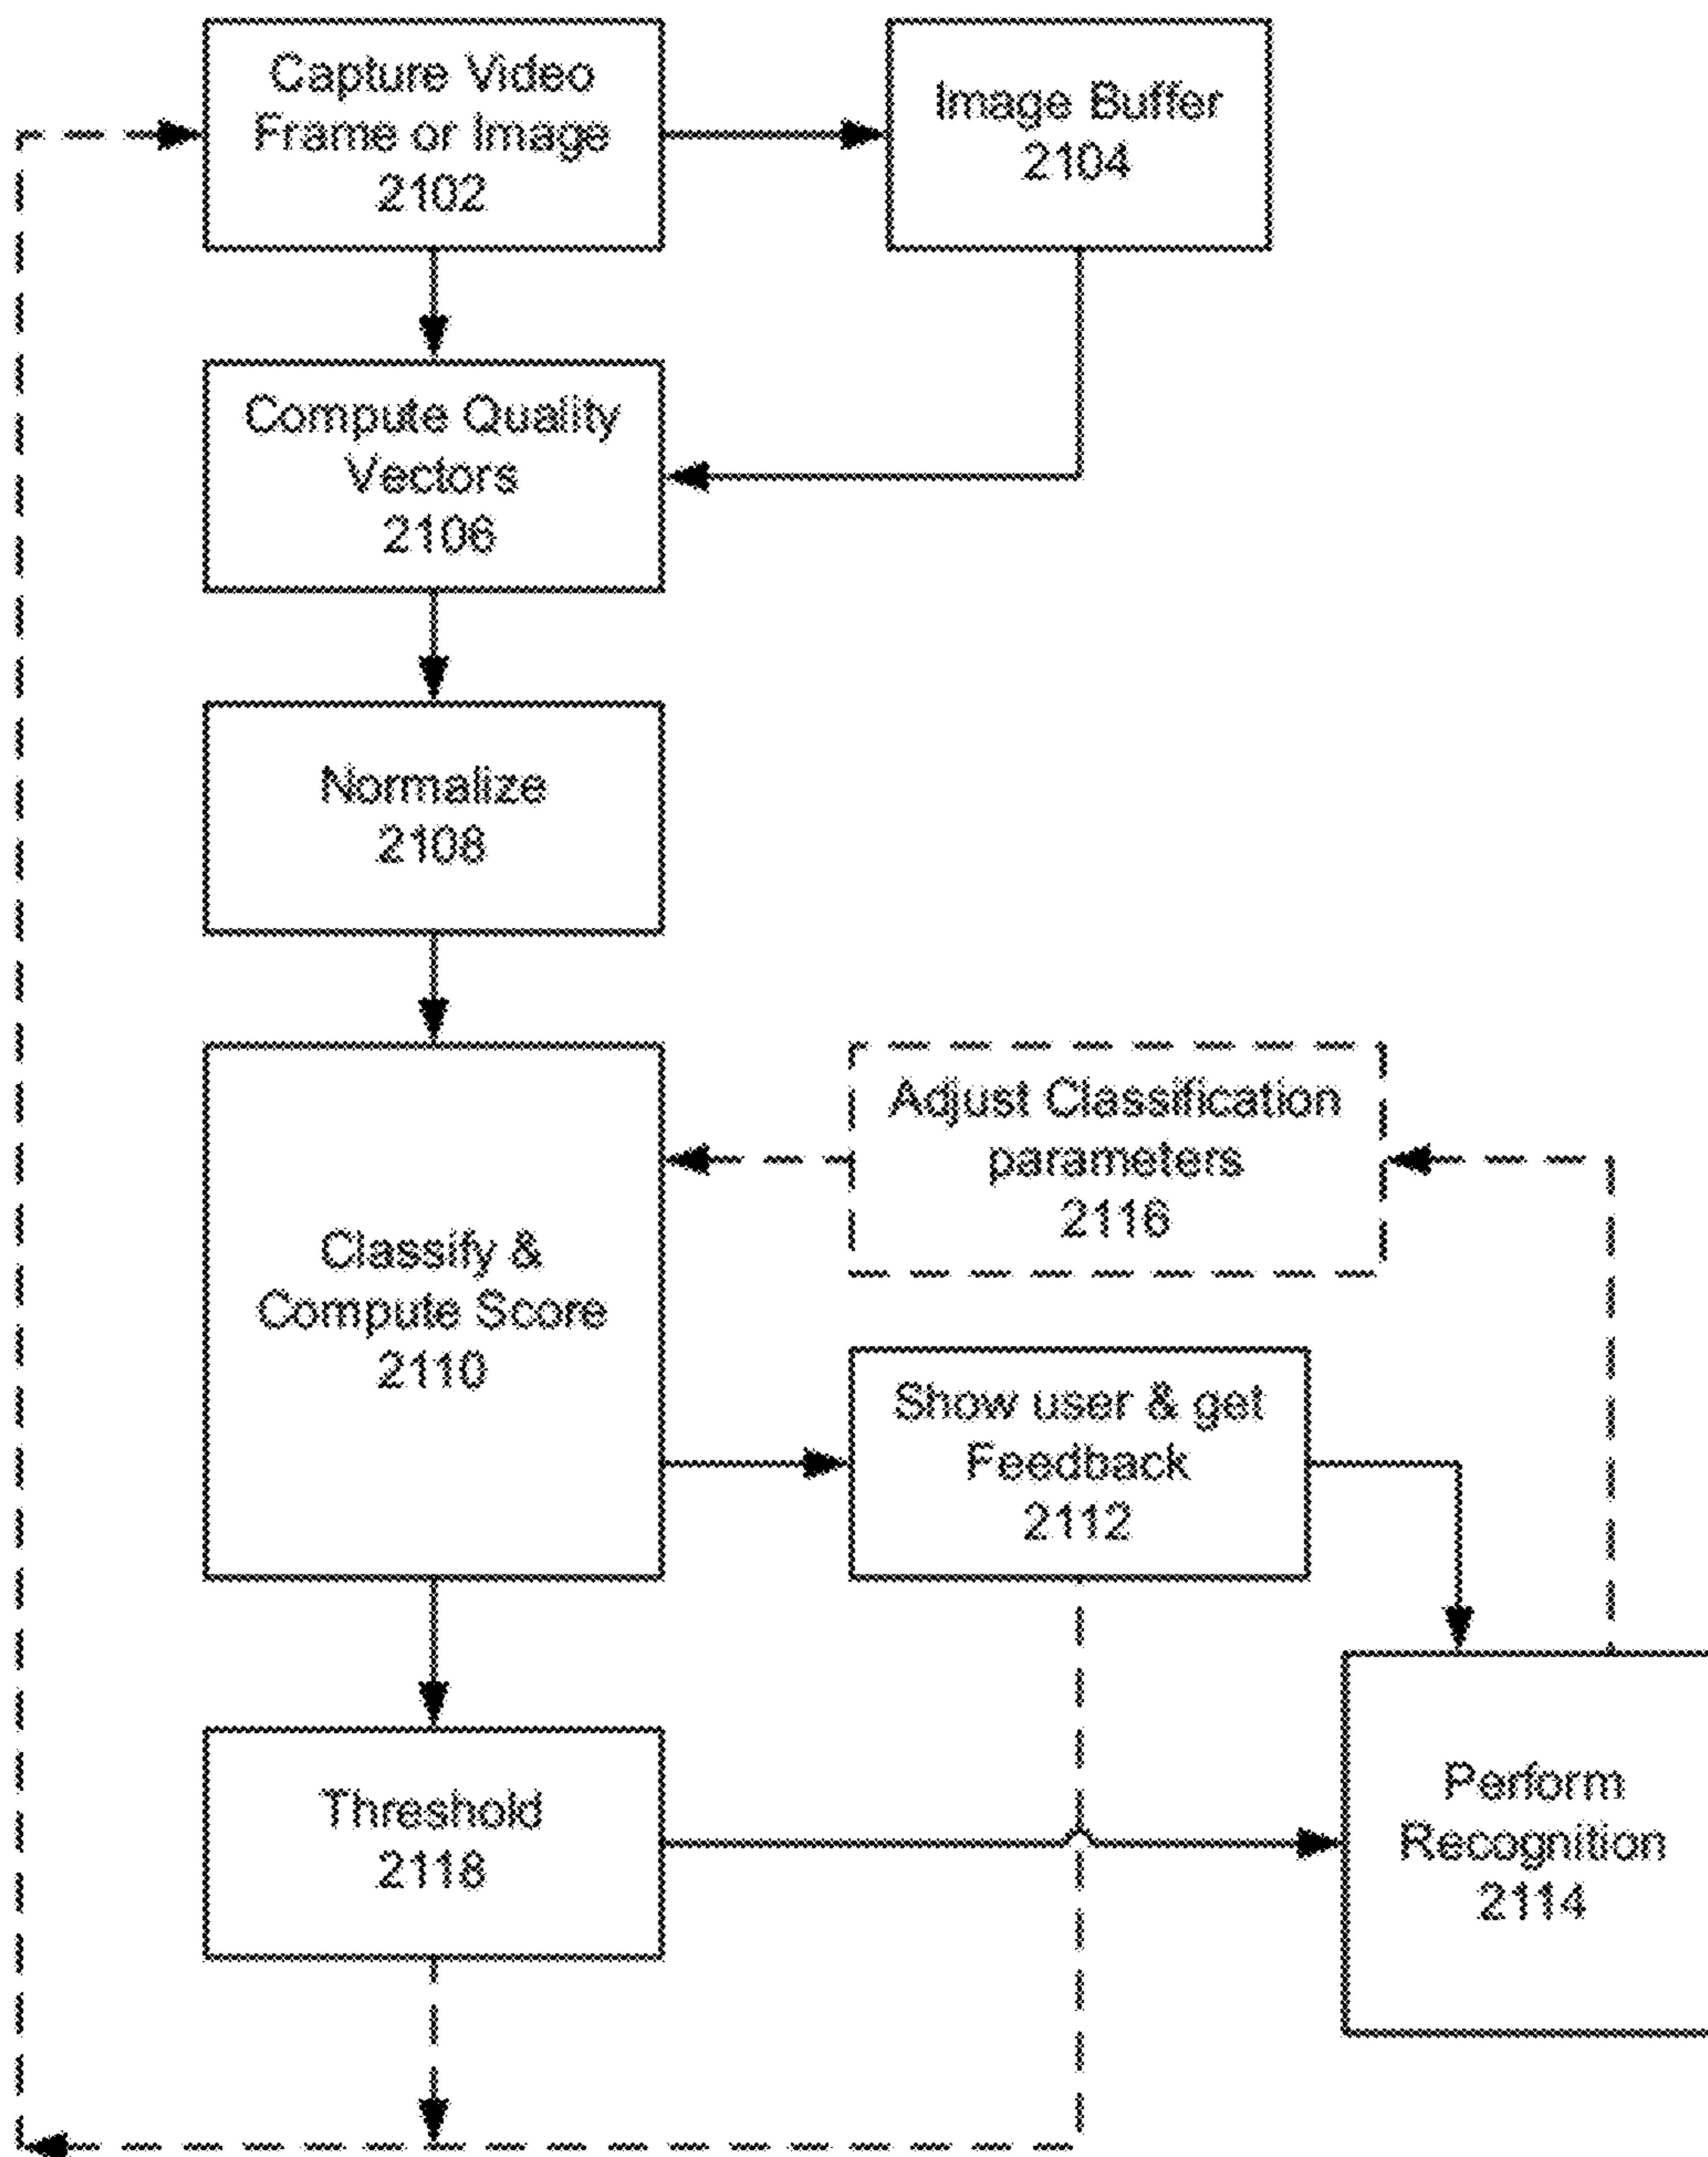 Capture Video
Frame or Image
2102
Image Buffer
2104
Compute Quality
Vectors
2106
Normalize
2108
Adjust Classification
parameters
2116
Classify &
Compute Score
2110
Show user & get
Feedback
2112
Threshold
2118
Perform
Recognition
2114